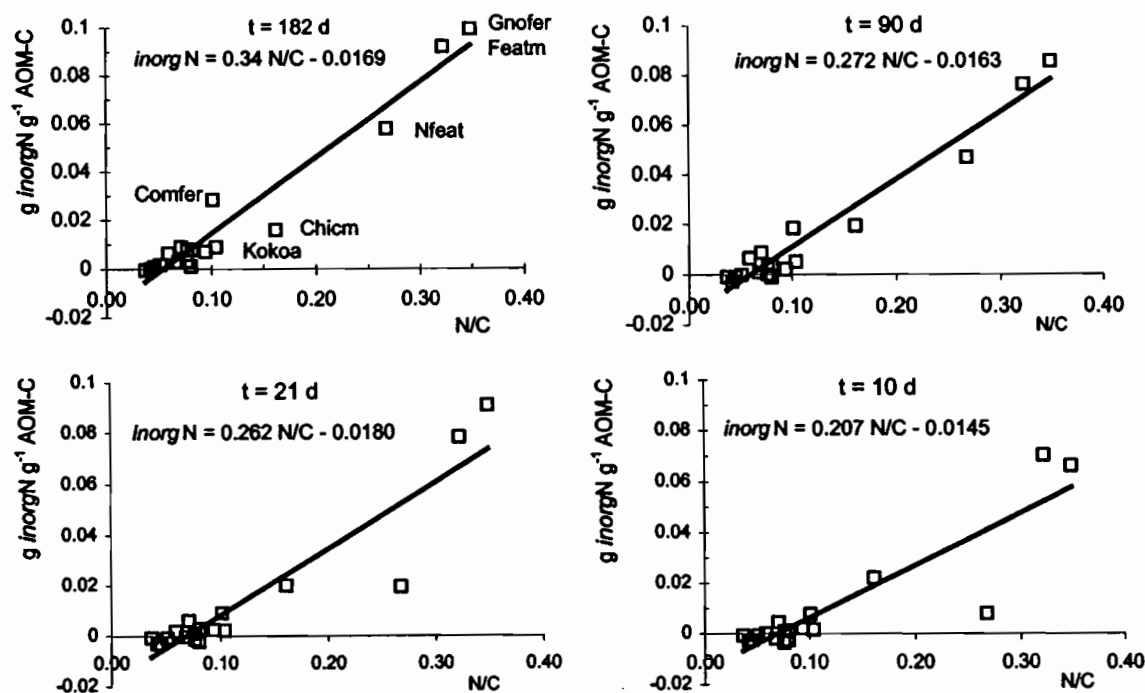 t = 182 d
inorgN = 0.34 N/C - 0.0169
g inorgN g⁻¹ AOM-C
0.1
0.08
0.06
0.04
0.02
0
-0.02
0.00
0.10
0.20
0.30
0.40
N/C
Gnofer
Featm
Nfeat
Comfer
Chicm
Kokoa
t = 90 d
inorgN = 0.272 N/C - 0.0163
g inorgN g⁻¹ AOM-C
0.1
0.08
0.06
0.04
0.02
0
-0.02
0.00
0.10
0.20
0.30
0.40
N/C
t = 21 d
inorgN = 0.262 N/C - 0.0180
g inorgN g⁻¹ AOM-C
0.1
0.08
0.06
0.04
0.02
0
-0.02
0.00
0.10
0.20
0.30
0.40
N/C
t = 10 d
inorgN = 0.207 N/C - 0.0145
g inorgN g⁻¹ AOM-C
0.1
0.08
0.06
0.04
0.02
0
-0.02
0.00
0.10
0.20
0.30
0.40
N/C